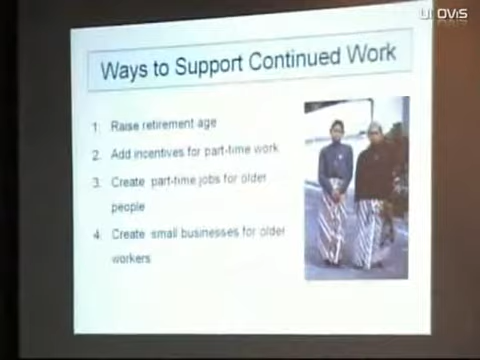 Ways to Support Continued Work
1. Raise retirement age
2. Add incentives for part-time work
3. Create part-time jobs for older
people
4. Create small businesses for older
workers